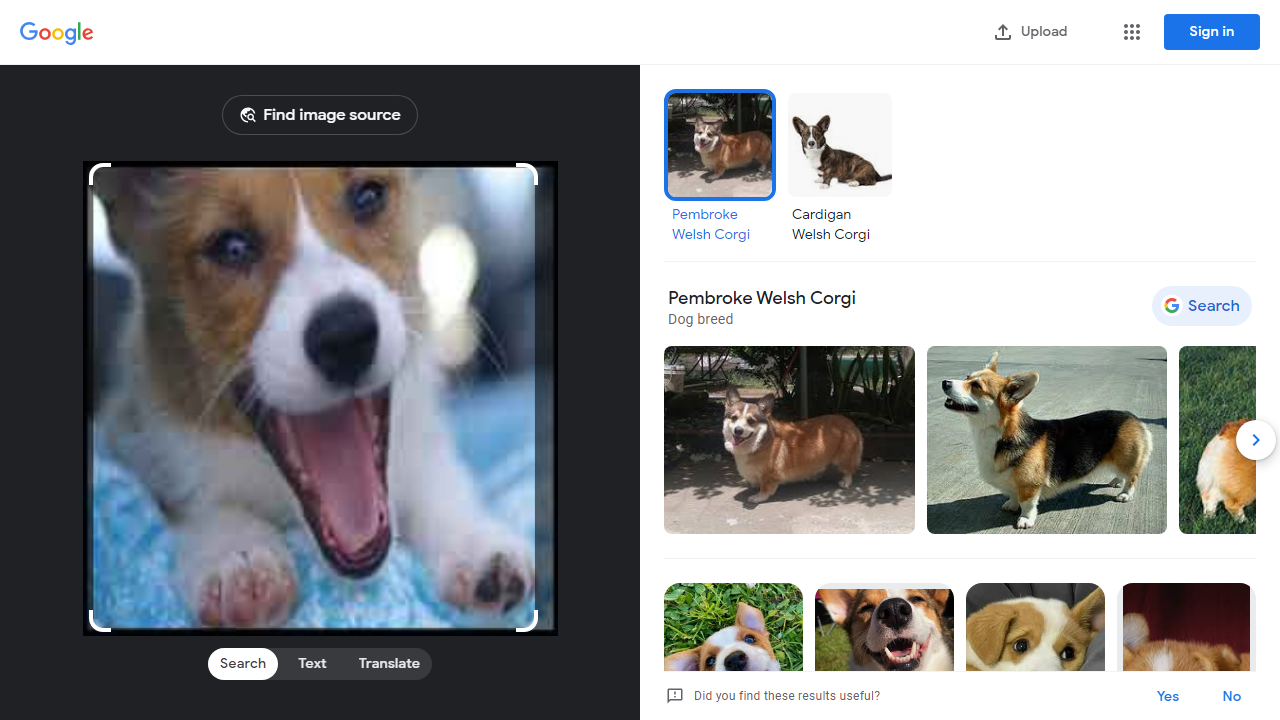 Google
Upload
Sign in
Find image source
Pembroke
Welsh Corgi
Cardigan
Welsh Corgi
Pembroke Welsh Corgi
Dog breed
Search
Search
Text
Translate
Did you find these results useful?
Yes
No